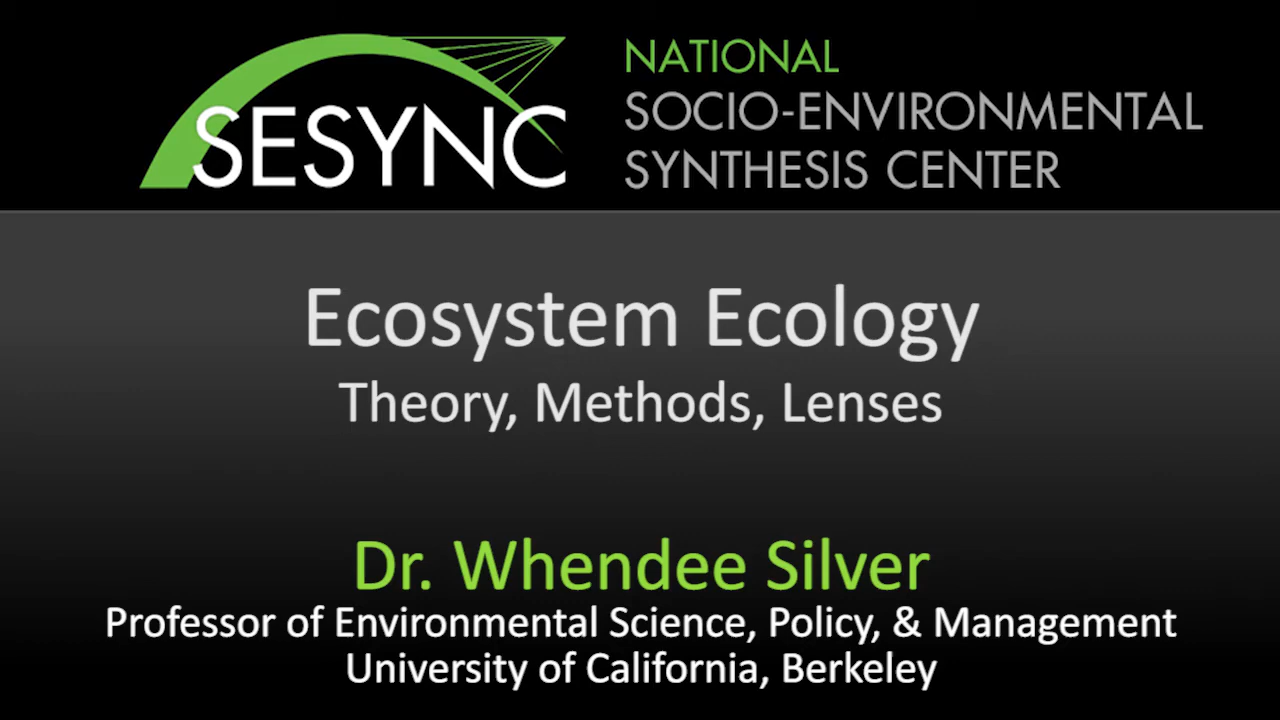 SESYNC
NATIONAL
SOCIO-ENVIRONMENTAL
SYNTHESIS CENTER
Ecosystem Ecology
Theory, Methods, Lenses
Dr. Whendee Silver
Professor of Environmental Science, Policy, & Management
University of California, Berkeley